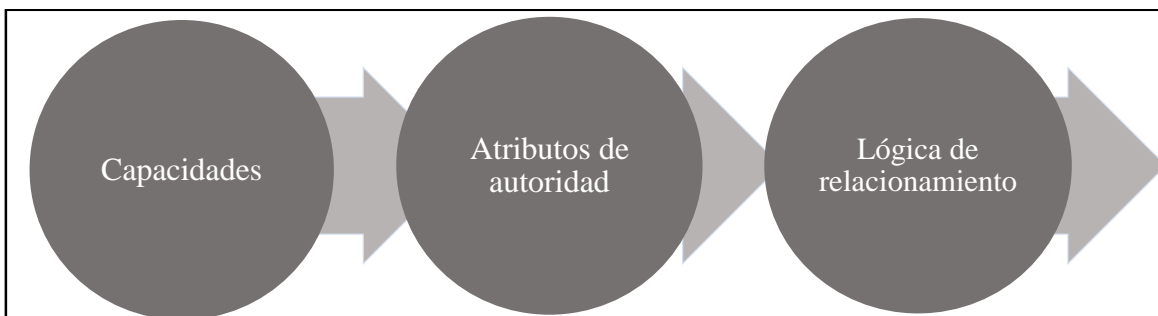 Capacidades
Atributos de
autoridad
Lógica de
relacionamiento